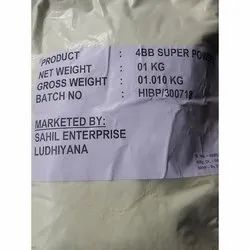 PRODUCT : 4BB SUPER
NET WEIGHT : 01 KG
GROSS WEIGHT : 01.010 KG
BATCH NO : HIBP/300718
MARKETED BY:
SAHIL ENTERPRISE
LUDHIYANA